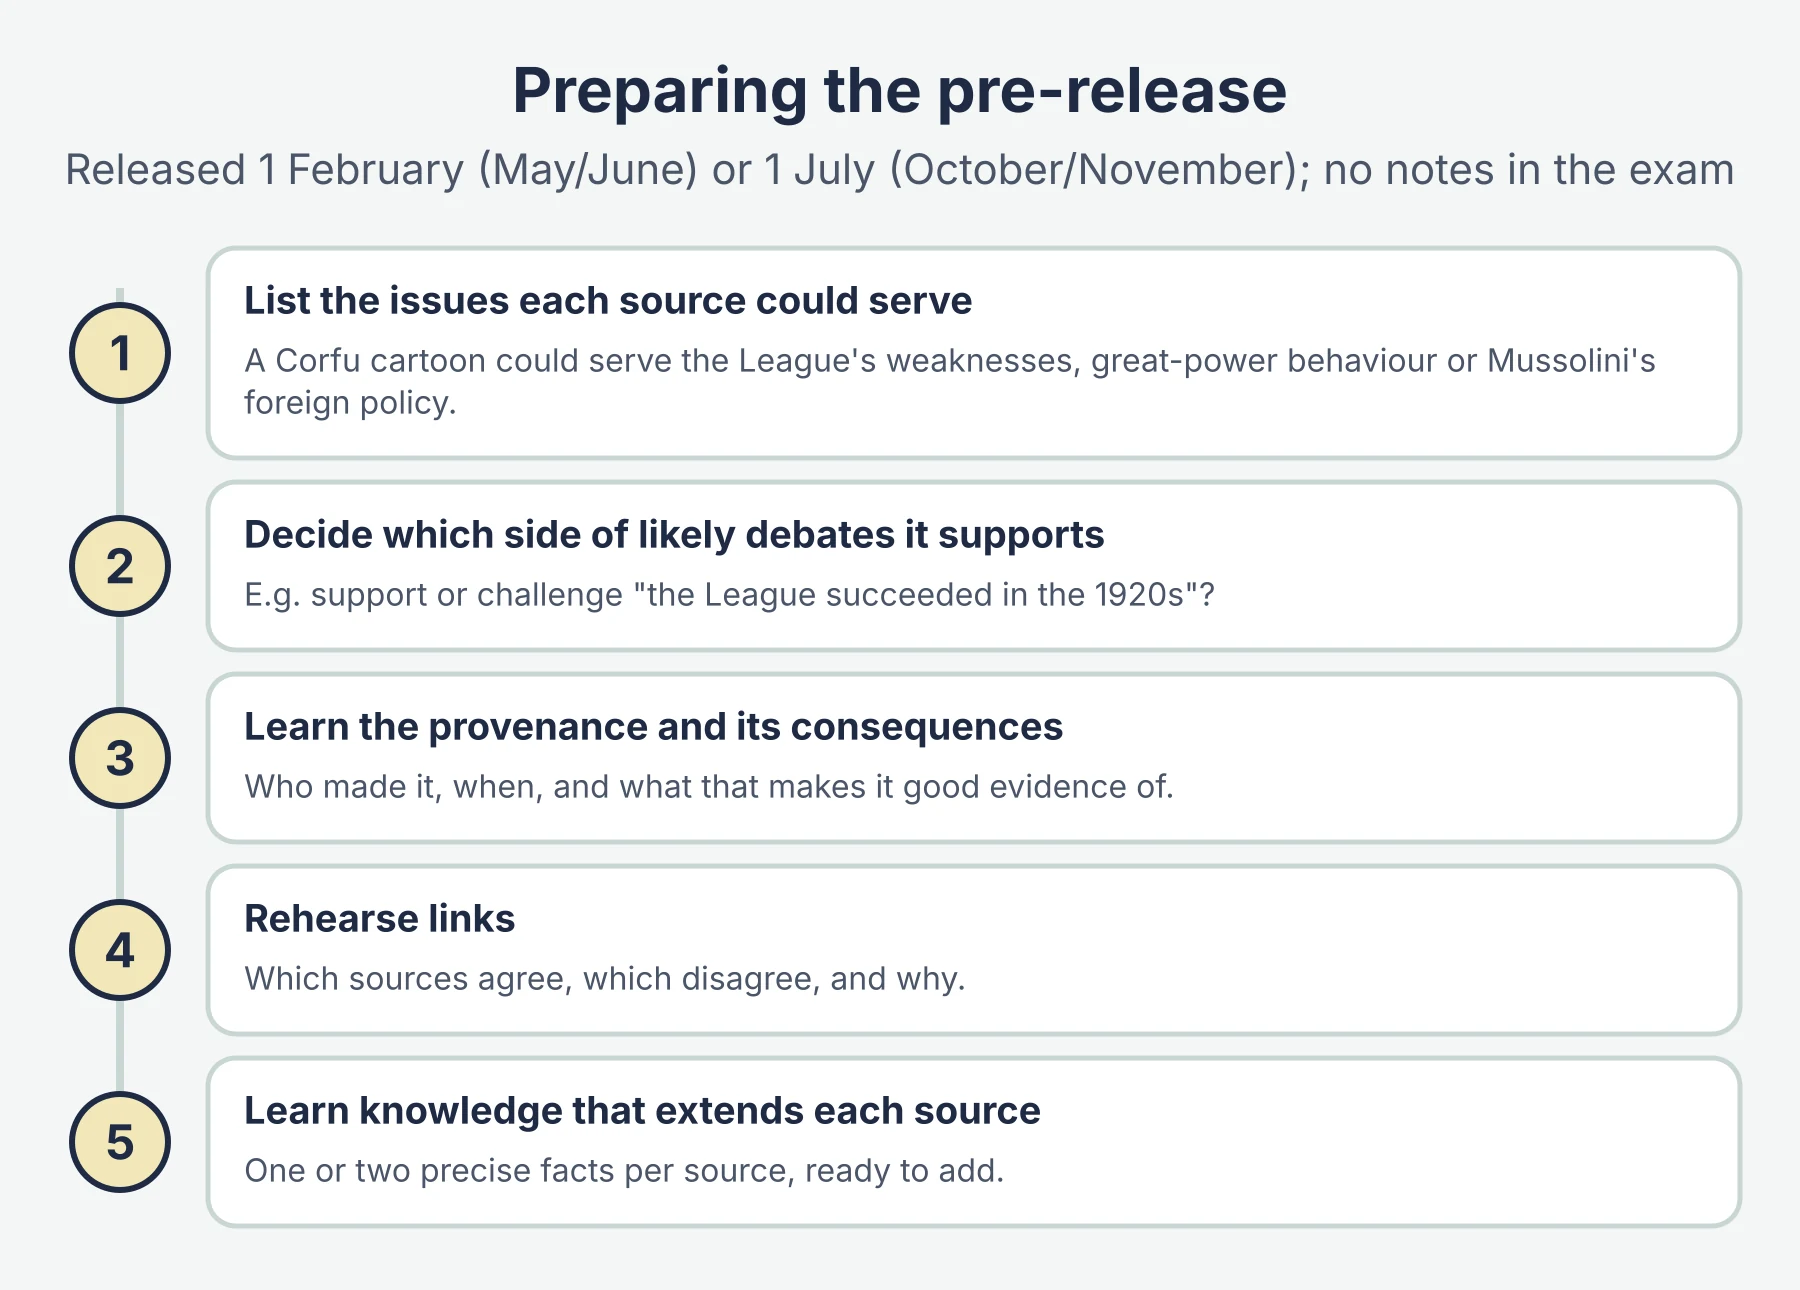 Preparing the pre-release
Released 1 February (May/June) or 1 July (October/November); no notes in the exam
1
List the issues each source could serve
A Corfu cartoon could serve the League's weaknesses, great-power behaviour or Mussolini's
foreign policy.
2
Decide which side of likely debates it supports
E.g. support or challenge "the League succeeded in the 1920s"?
3
Learn the provenance and its consequences
Who made it, when, and what that makes it good evidence of.
4
Rehearse links
Which sources agree, which disagree, and why.
5
Learn knowledge that extends each source
One or two precise facts per source, ready to add.